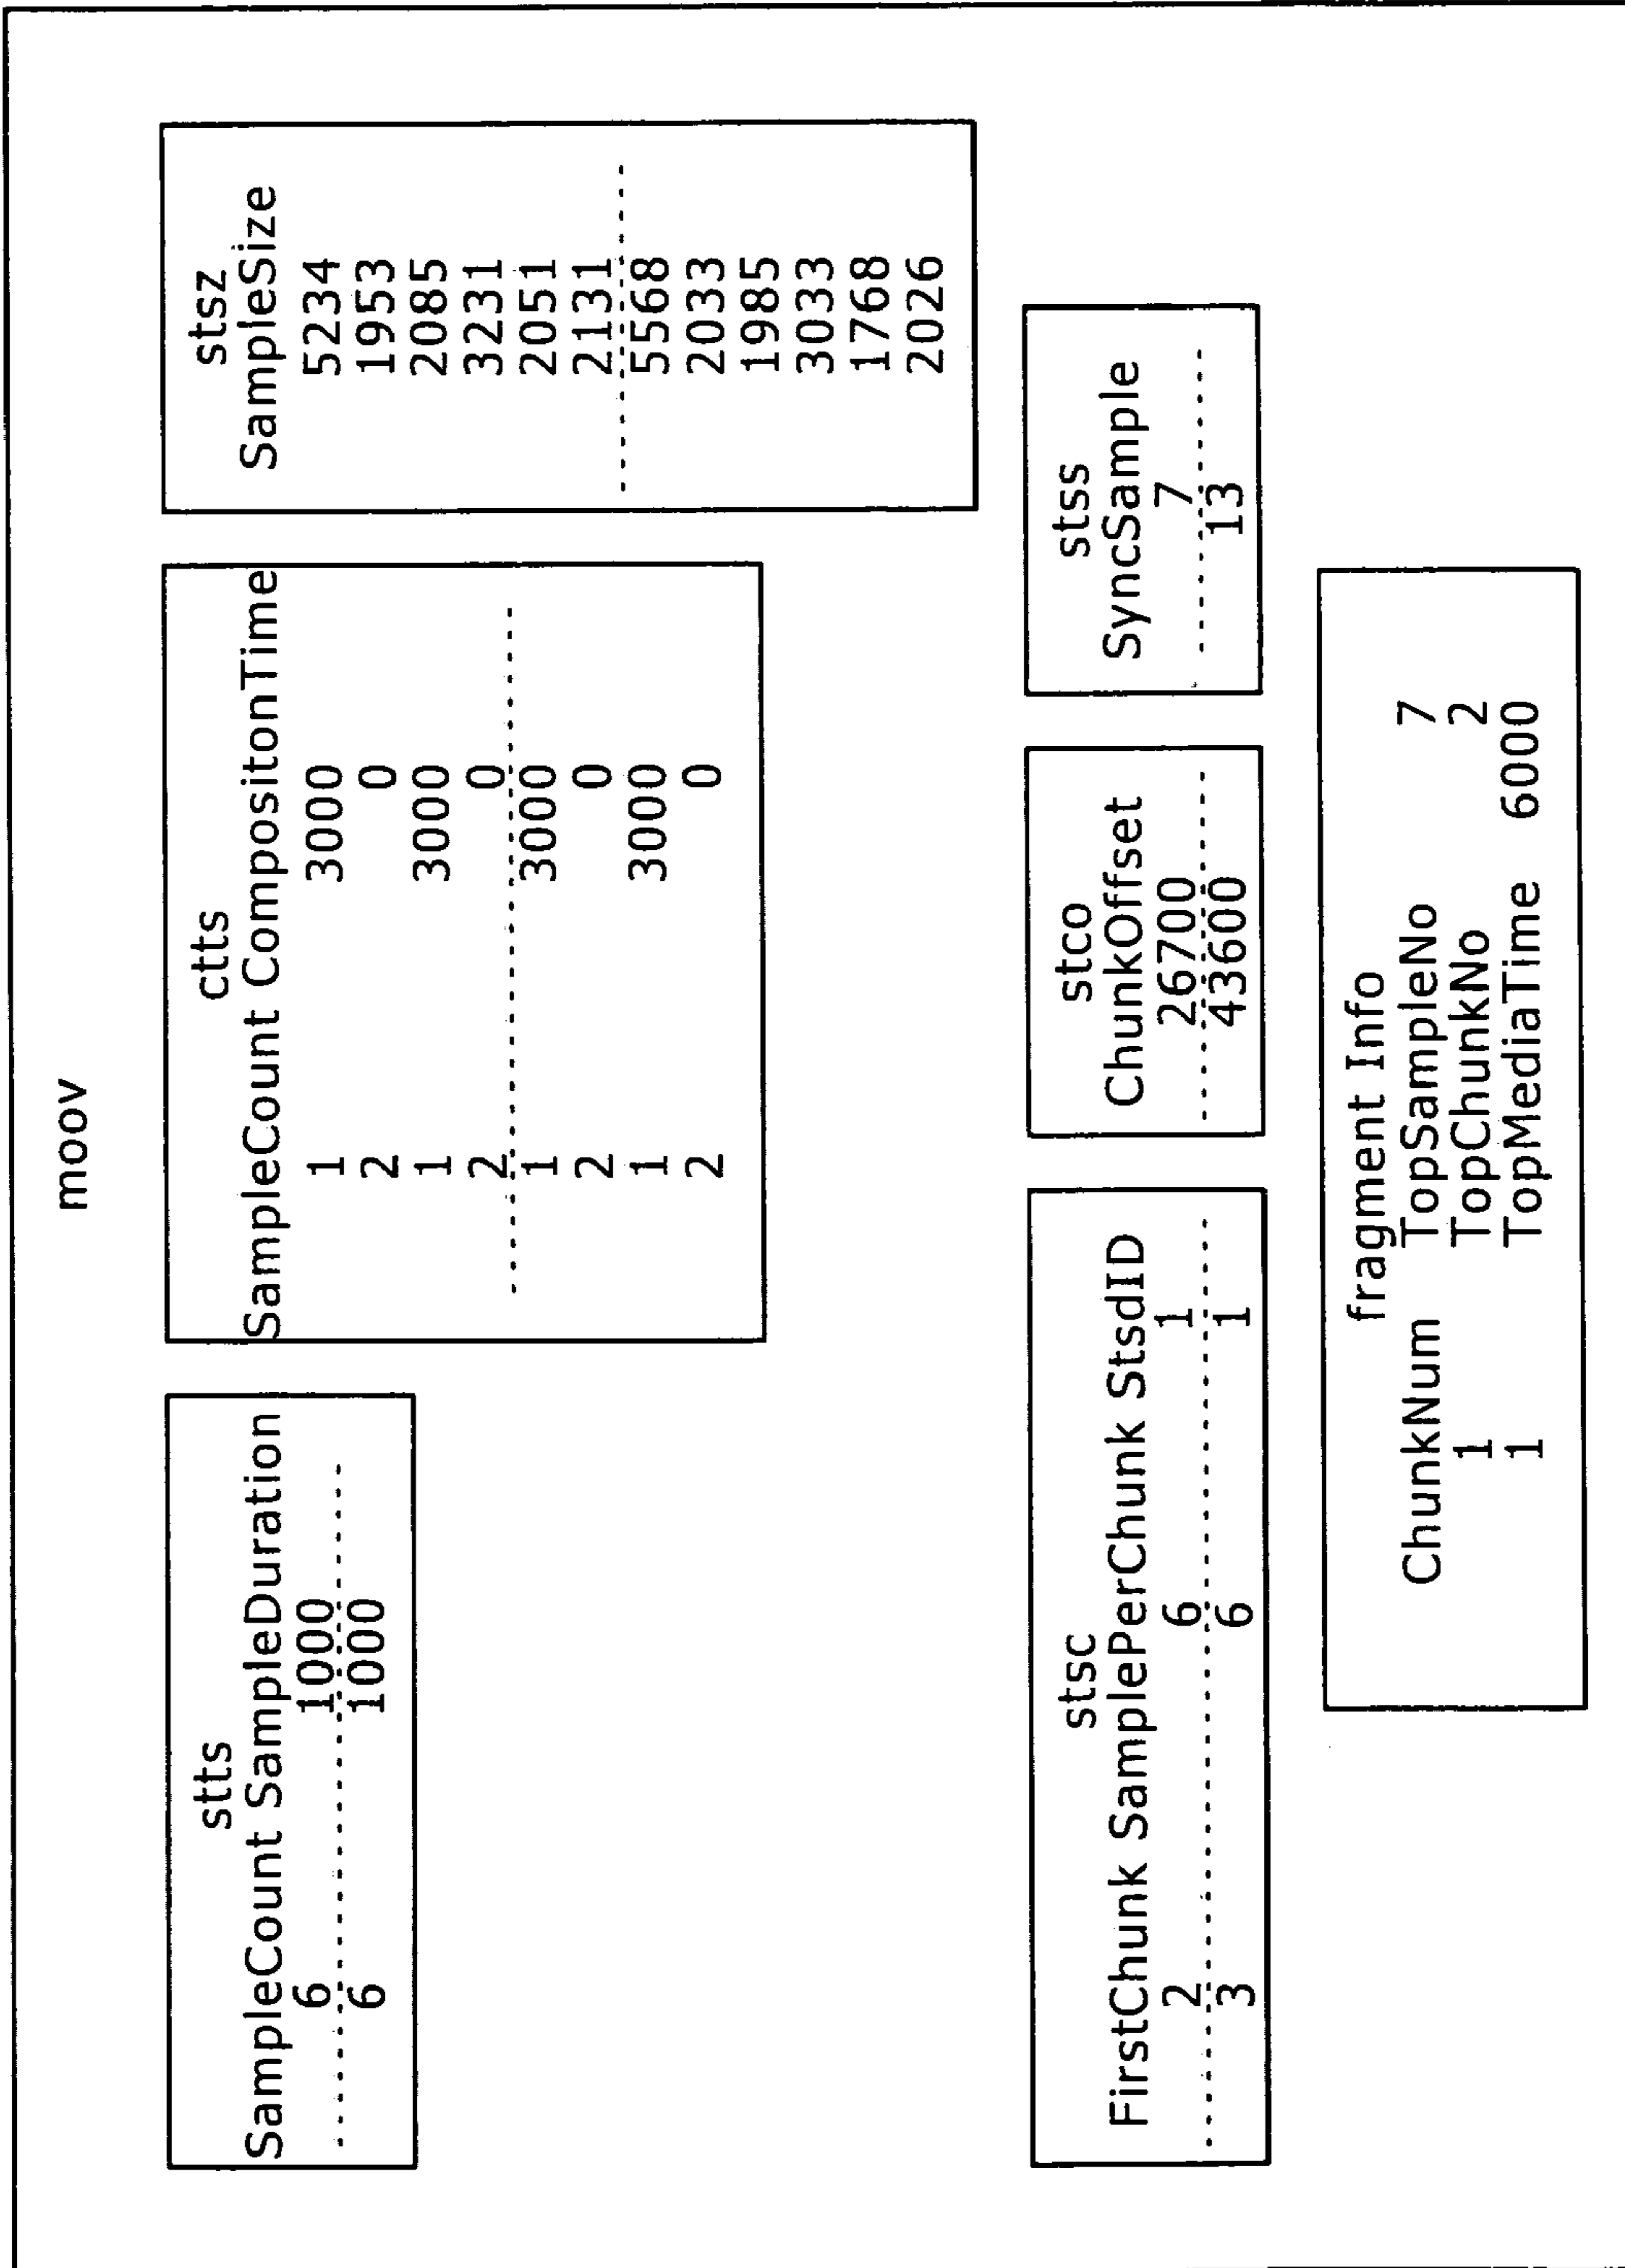 moov
stts
SampleCount SampleDuration
6 1000
6 1000
ctts
SampleCount CompositonTime
1 3000
2 0
1 3000
2 0
1 3000
2 0
1 3000
2 0
stsz
SampleSize
5234
1953
2085
3231
2051
2131
5568
2033
1985
3033
1768
2026
stsc
FirstChunk SamplePerChunk StsdID
2 6 1
3 6 1
stco
ChunkOffset
26700
43600
stss
SyncSample
7
13
fragment Info
ChunkNum TopSampleNo 7
1 TopChunkNo 2
1 TopMediaTime 6000